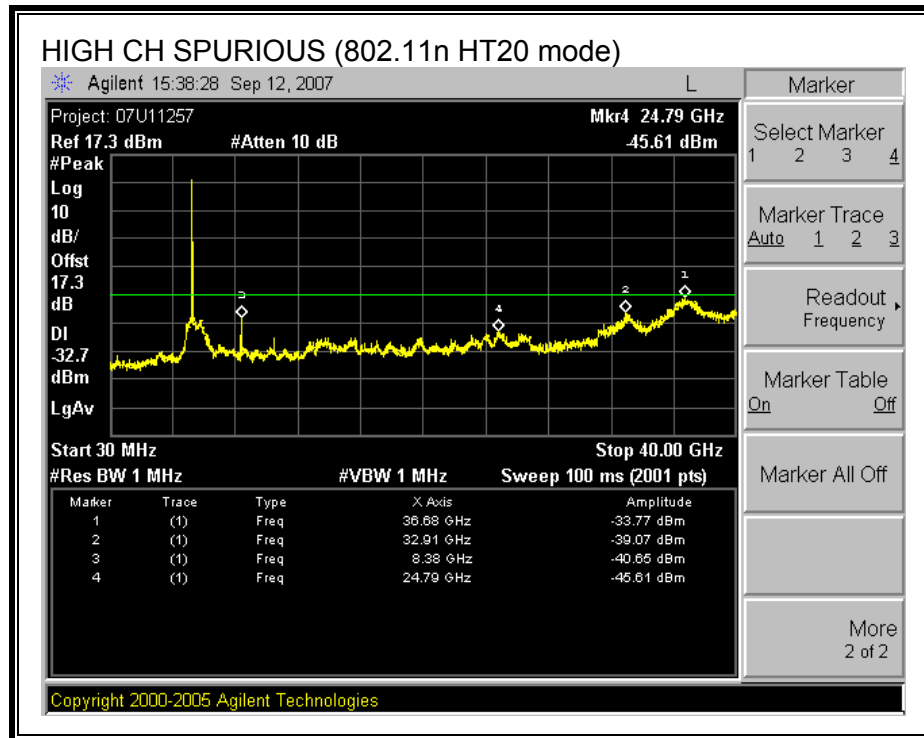 HIGH CH SPURIOUS (802.11n HT20 mode)
Agilent 15:38:28 Sep 12, 2007 L
Project: 07U11257 Mkr4 24.79 GHz
Ref 17.3 dBm #Atten 10 dB -45.61 dBm
#Peak
Log
10
dB/
Offst
17.3
dB
DI
-32.7
dBm
LgAv
1
2
3
4
Start 30 MHz Stop 40.00 GHz
#Res BW 1 MHz #VBW 1 MHz Sweep 100 ms (2001 pts)
Marker Trace Type X Axis Amplitude
1 (1) Freq 36.68 GHz -33.77 dBm
2 (1) Freq 32.91 GHz -39.07 dBm
3 (1) Freq 8.38 GHz -40.65 dBm
4 (1) Freq 24.79 GHz -45.61 dBm
Marker
Select Marker
1 2 3 4
Marker Trace
Auto 1 2 3
Readout
Frequency
Marker Table
On Off
Marker All Off
More
2 of 2
Copyright 2000-2005 Agilent Technologies